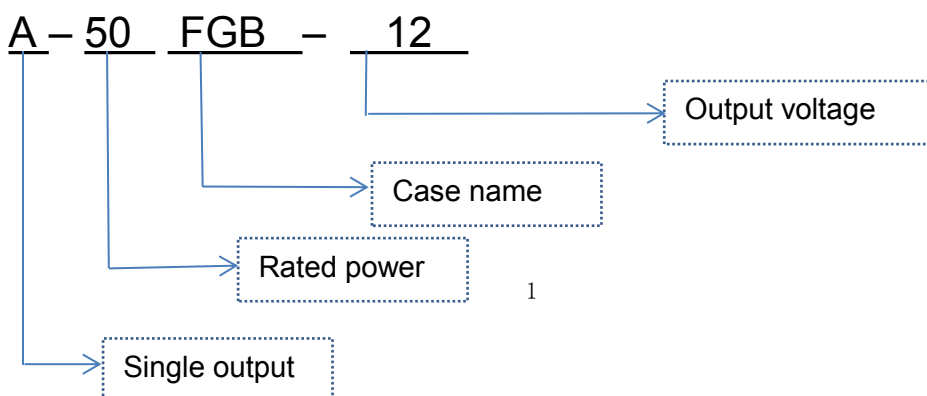 A – 50 FGB – 12
Output voltage
Case name
Rated power
1
Single output